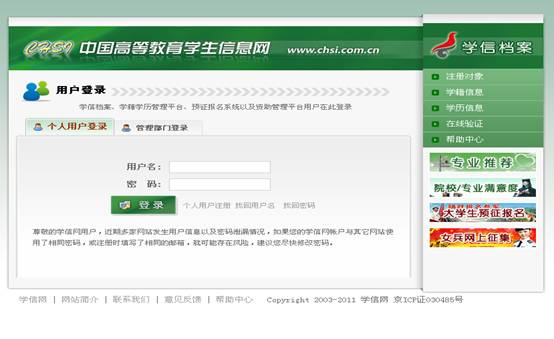 CHSI 中国高等教育学生信息网 www.chsi.com.cn
学信档案
用户登录
学信档案、学籍学历管理平台、预征报名系统以及资助管理平台用户在此登录
个人用户登录 管理部门登录
用户名：
密 码：
登录 个人用户注册 找回用户名 找回密码
尊敬的学信网用户，近期多家网站发生用户信息以及密码泄漏情况，如果您的学信网帐户与其它网站使
用了相同密码，或注册时填写了相同的邮箱，就可能存在风险，建议您尽快修改密码。
注册对象
学籍信息
学历信息
在线验证
帮助中心
专业推荐
院校/专业满意度
大学生预征报名
女兵网上征集
学信网 | 网站简介 | 联系我们 | 意见反馈 | 帮助中心 Copyright 2003-2011 学信网 京ICP证030485号